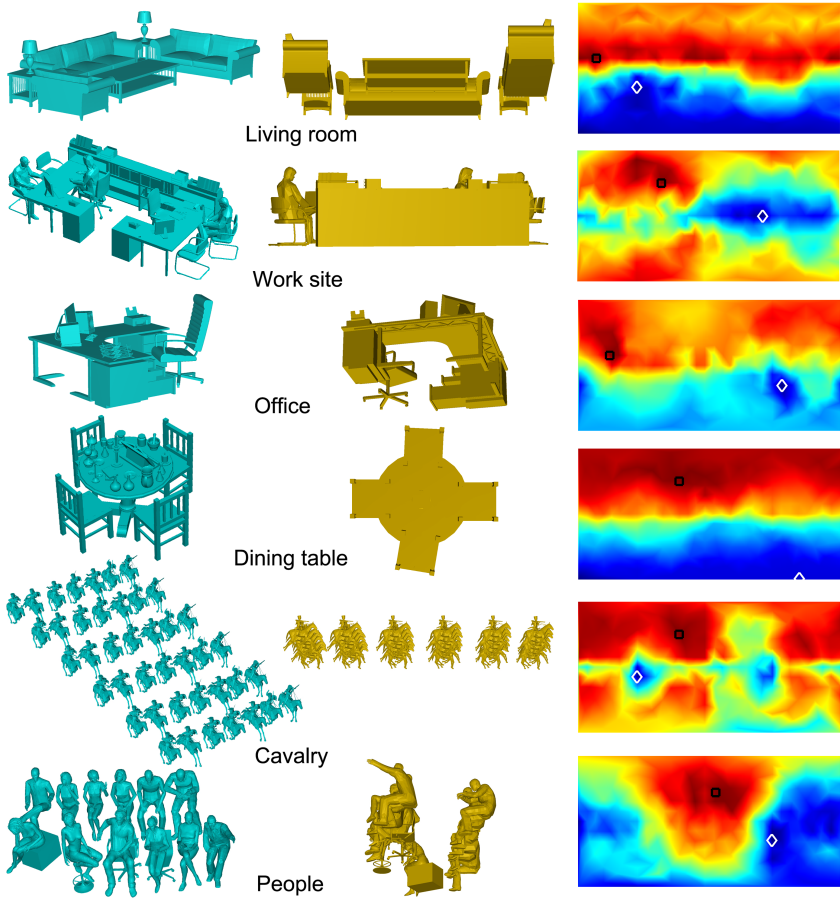 Living room
Work site
Office
Dining table
Cavalry
People